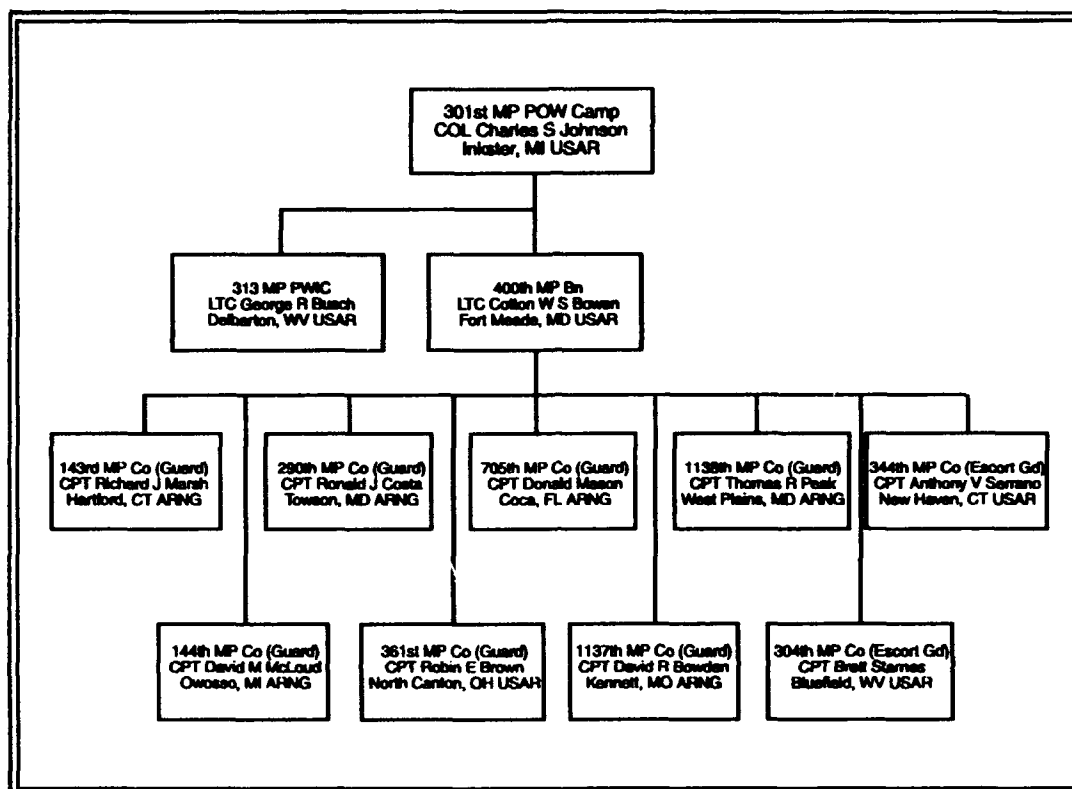 301st MP POW Camp
COL Charles S Johnson
Inkster, MI USAR
313 MP PWIC
LTC George R Busch
Delbarton, WV USAR
400th MP Bn
LTC Cotton W S Bowen
Fort Meade, MD USAR
143rd MP Co (Guard)
CPT Richard J Marsh
Hartford, CT ARNG
290th MP Co (Guard)
CPT Ronald J Costa
Towson, MD ARNG
705th MP Co (Guard)
CPT Donald Mason
Coca, FL ARNG
1138th MP Co (Guard)
CPT Thomas R Peak
West Plains, MD ARNG
344th MP Co (Escort Gd)
CPT Anthony V Serrano
New Haven, CT USAR
144th MP Co (Guard)
CPT David M McLoud
Owosso, MI ARNG
361st MP Co (Guard)
CPT Robin E Brown
North Canton, OH USAR
1137th MP Co (Guard)
CPT David R Bowden
Kennett, MO ARNG
304th MP Co (Escort Gd)
CPT Brett Starnes
Bluefield, WV USAR